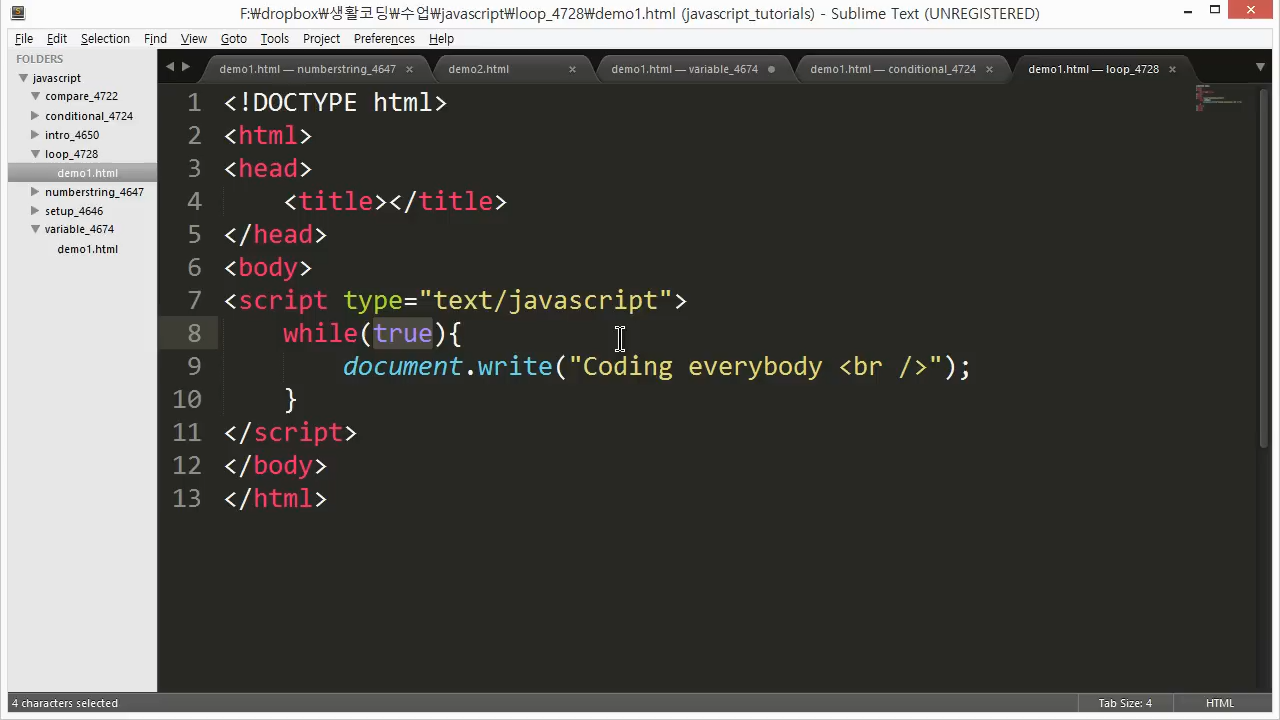 F:₩dropbox₩생활코딩₩수업₩javascript₩loop_4728₩demo1.html (javascript_tutorials) - Sublime Text (UNREGISTERED)
File Edit Selection Find View Goto Tools Project Preferences Help
FOLDERS
javascript
compare_4722
conditional_4724
intro_4650
loop_4728
demo1.html
numberstring_4647
setup_4646
variable_4674
demo1.html
demo1.html — numberstring_4647 × demo2.html × demo1.html — variable_4674 demo1.html — conditional_4724 × demo1.html — loop_4728 ×
1 <!DOCTYPE html>
2 <html>
3 <head>
4     <title></title>
5 </head>
6 <body>
7 <script type="text/javascript">
8     while(true){
9         document.write("Coding everybody <br />");
10     }
11 </script>
12 </body>
13 </html>
4 characters selected Tab Size: 4 HTML